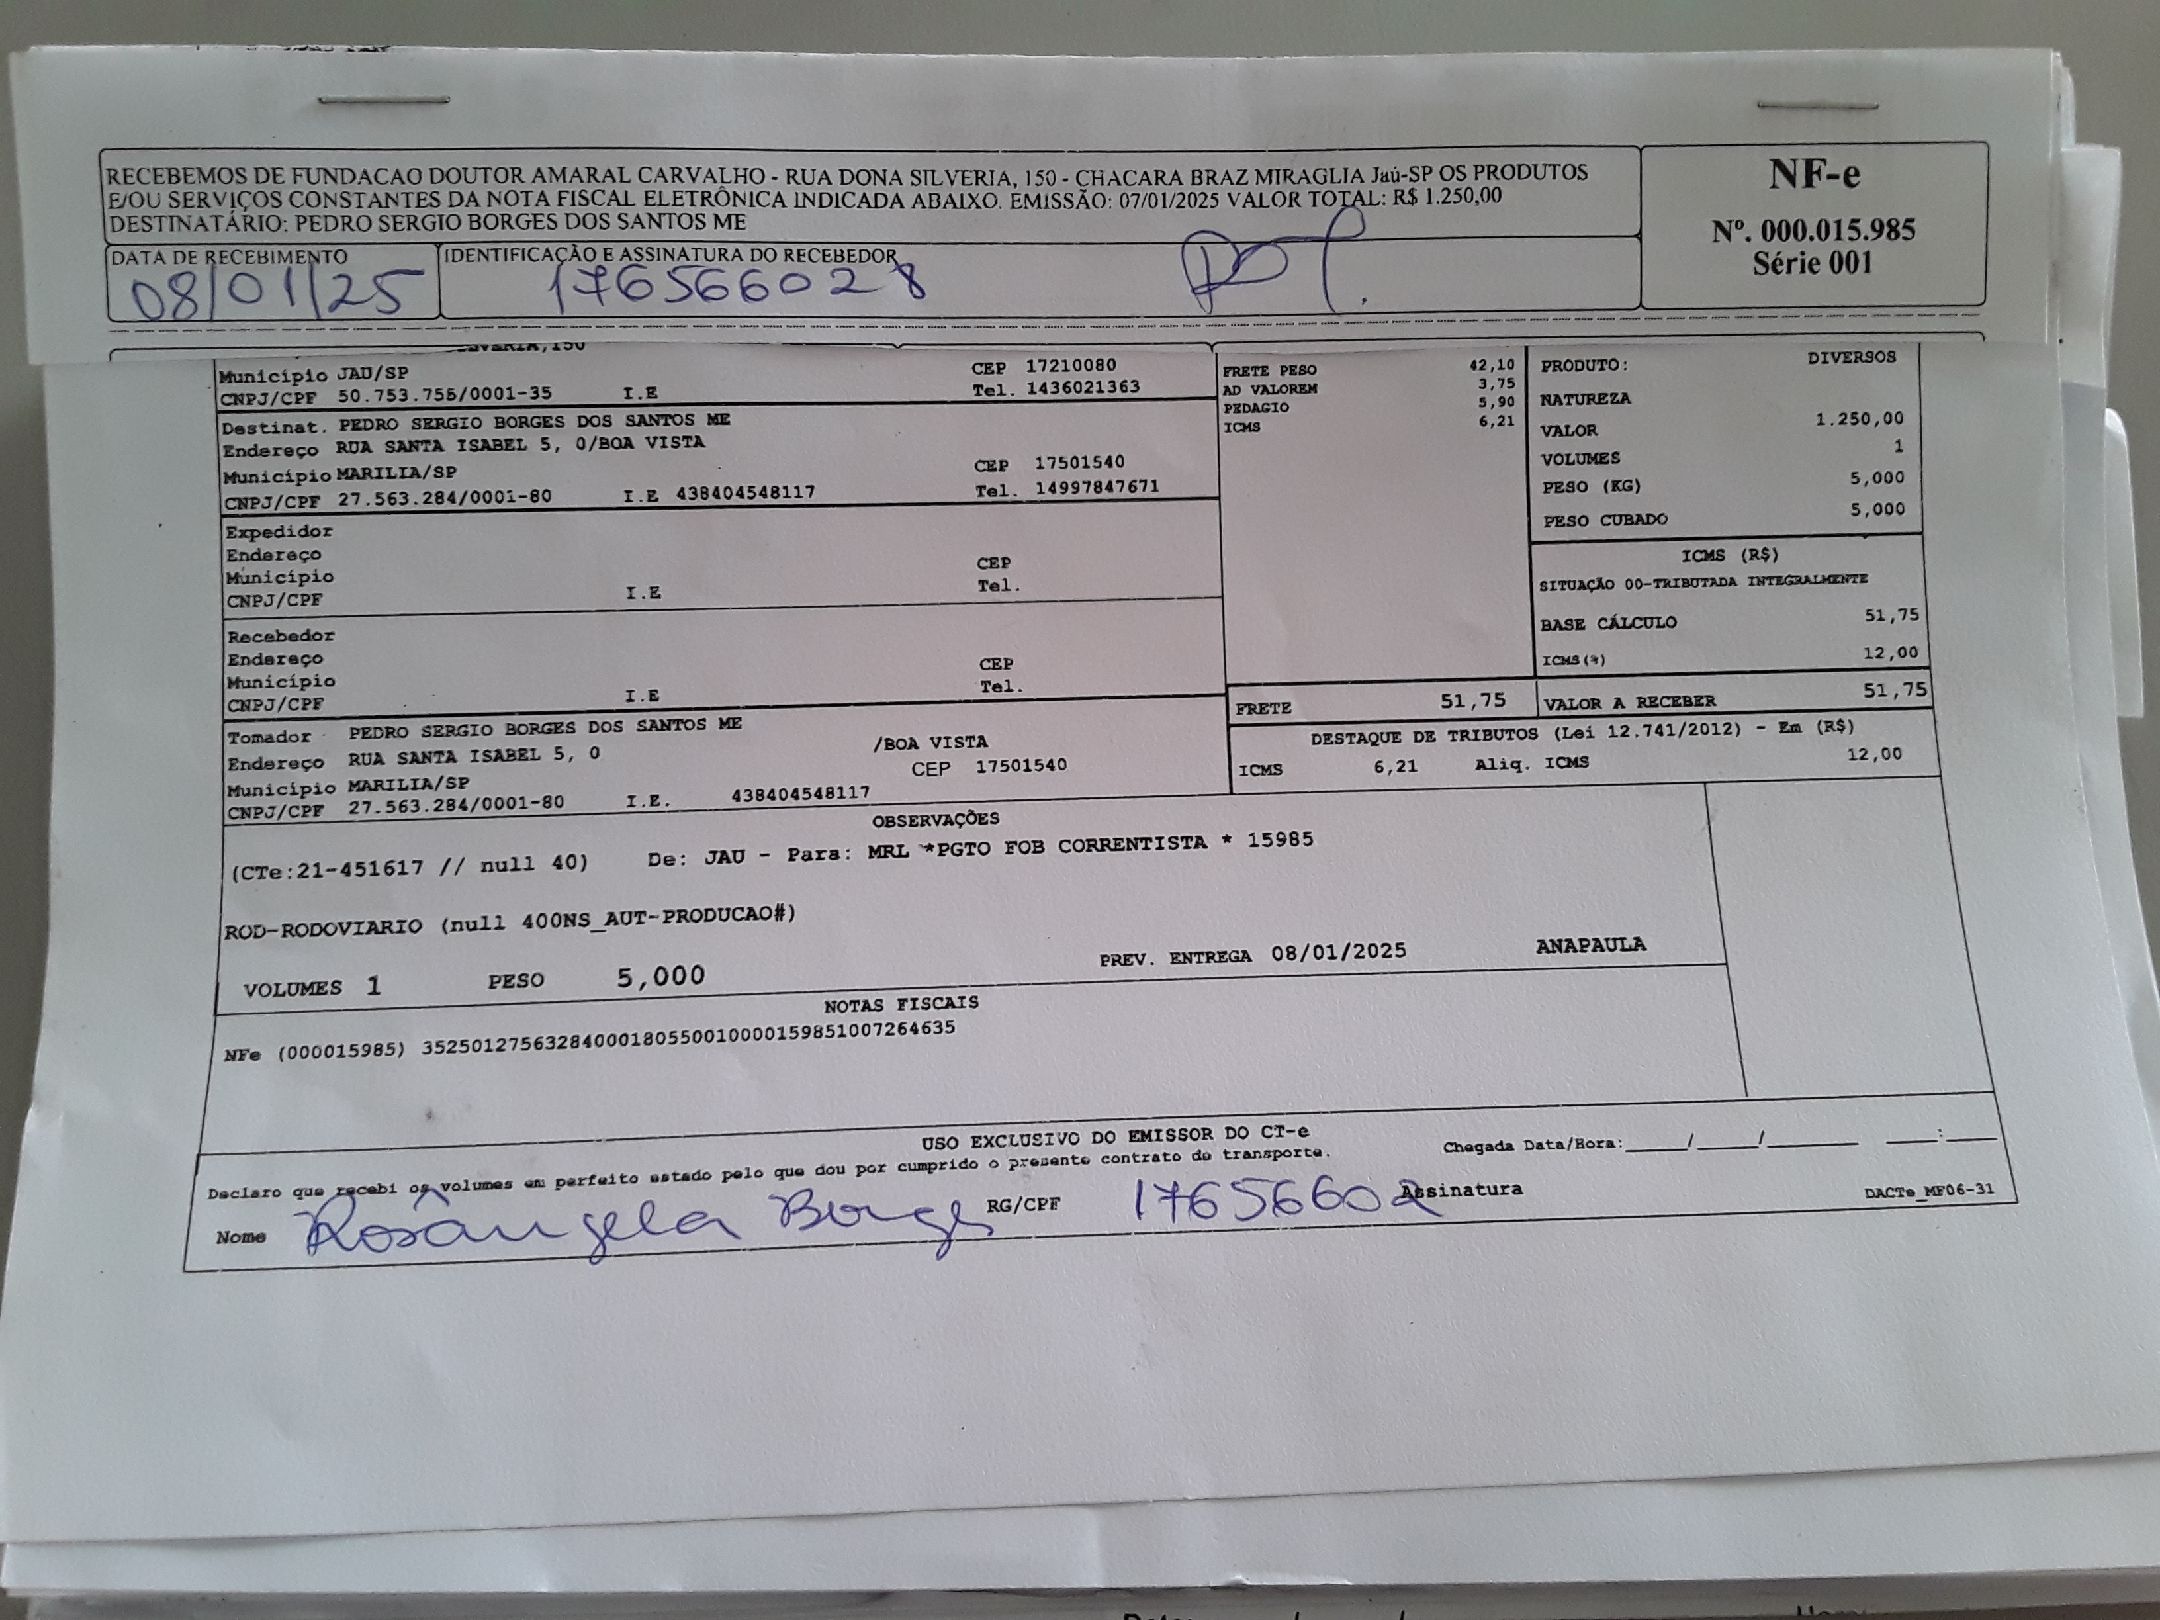 RECEBEMOS DE FUNDACAO DOUTOR AMARAL CARVALHO - RUA DONA SILVERIA, 150 - CHACARA BRAZ MIRAGLIA Jaú-SP OS PRODUTOS
E/OU SERVIÇOS CONSTANTES DA NOTA FISCAL ELETRÔNICA INDICADA ABAIXO. EMISSÃO: 07/01/2025 VALOR TOTAL: R$ 1.250,00
DESTINATÁRIO: PEDRO SERGIO BORGES DOS SANTOS ME
NF-e
Nº. 000.015.985
Série 001
DATA DE RECEBIMENTO
08/01/25
IDENTIFICAÇÃO E ASSINATURA DO RECEBEDOR
176566028
Município JAU/SP CEP 17210080
CNPJ/CPF 50.753.755/0001-35 I.E Tel. 1436021363
Destinat. PEDRO SERGIO BORGES DOS SANTOS ME
Endereço RUA SANTA ISABEL 5, 0/BOA VISTA
Município MARILIA/SP CEP 17501540
CNPJ/CPF 27.563.284/0001-80 I.E 438404548117 Tel. 14997847671
Expedidor
Endereço
Município CEP
CNPJ/CPF I.E Tel.
Recebedor
Endereço
Município CEP
CNPJ/CPF I.E Tel.
Tomador PEDRO SERGIO BORGES DOS SANTOS ME
Endereço RUA SANTA ISABEL 5, 0 /BOA VISTA
Município MARILIA/SP CEP 17501540
CNPJ/CPF 27.563.284/0001-80 I.E. 438404548117
FRETE PESO 42,10
AD VALOREM 3,75
PEDAGIO 5,90
ICMS 6,21
PRODUTO: DIVERSOS
NATUREZA
VALOR 1.250,00
VOLUMES 1
PESO (KG) 5,000
PESO CUBADO 5,000
ICMS (R$)
SITUAÇÃO 00-TRIBUTADA INTEGRALMENTE
BASE CÁLCULO 51,75
ICMS(%) 12,00
FRETE 51,75 VALOR A RECEBER 51,75
DESTAQUE DE TRIBUTOS (Lei 12.741/2012) - Em (R$)
ICMS 6,21 Aliq. ICMS 12,00
OBSERVAÇÕES
(CTe:21-451617 // null 40) De: JAU - Para: MRL *PGTO FOB CORRENTISTA * 15985
ROD-RODOVIARIO (null 400NS_AUT-PRODUCAO#)
VOLUMES 1 PESO 5,000 PREV. ENTREGA 08/01/2025 ANAPAULA
NOTAS FISCAIS
NFe (000015985) 35250127563284000180550010000159851007264635
USO EXCLUSIVO DO EMISSOR DO CT-e
Declaro que recebi os volumes em perfeito estado pelo que dou por cumprido o presente contrato de transporte. Chegada Data/Hora:____/____/______ ___:___
Nome Rosângela Borges RG/CPF 17656602 Assinatura DACTe_MF06-31